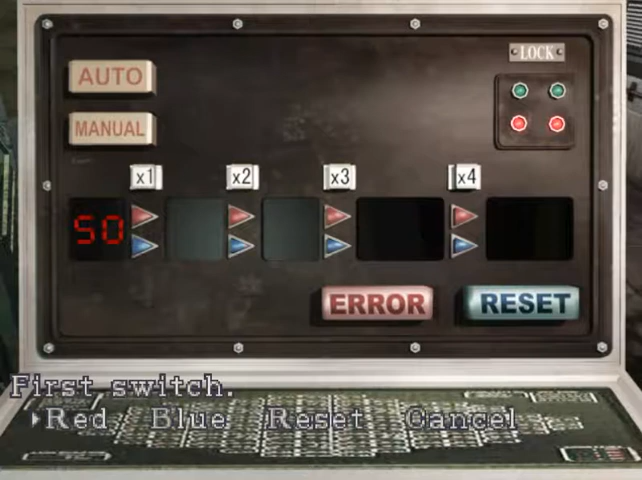 LOCK
AUTO
MANUAL
x1 x2 x3 x4
50
ERROR RESET
First switch.
Red Blue Reset Cancel